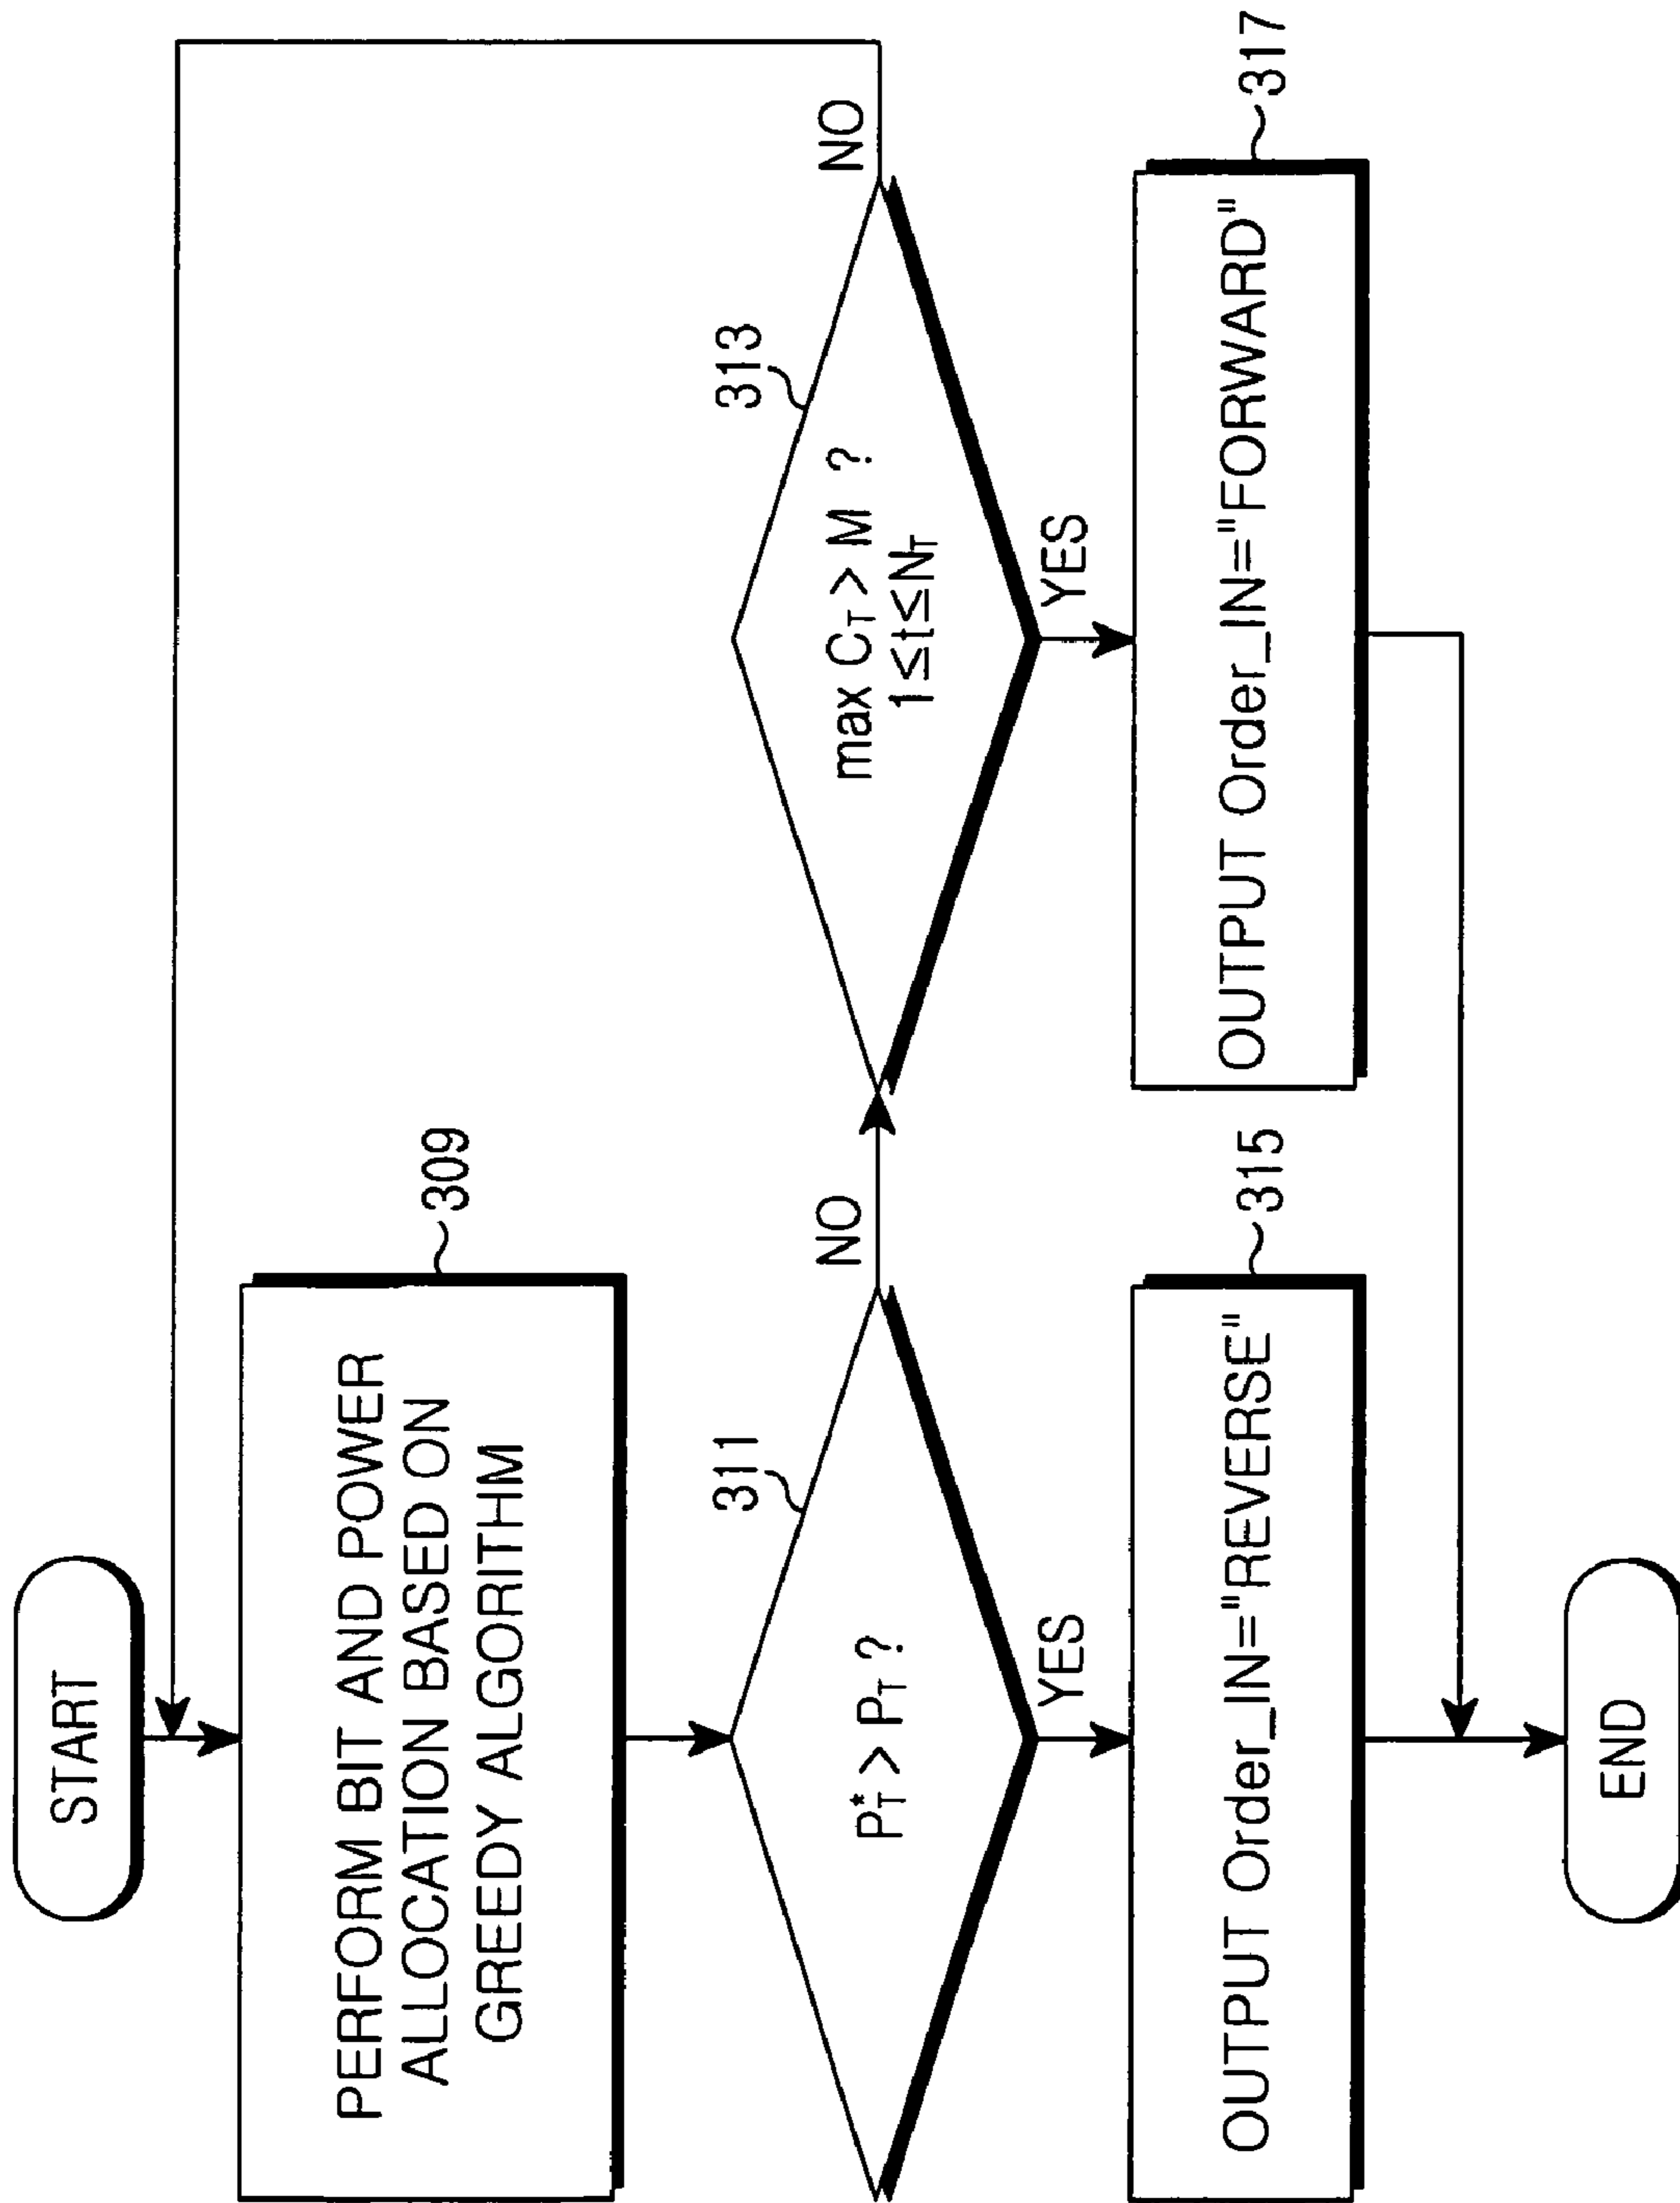 START
PERFORM BIT AND POWER
ALLOCATION BASED ON
GREEDY ALGORITHM
309
311
P*T > PT ?
NO
YES
313
max CT > M ?
1≤t≤NT
NO
YES
OUTPUT Order_IN="REVERSE"
315
OUTPUT Order_IN="FORWARD"
317
END